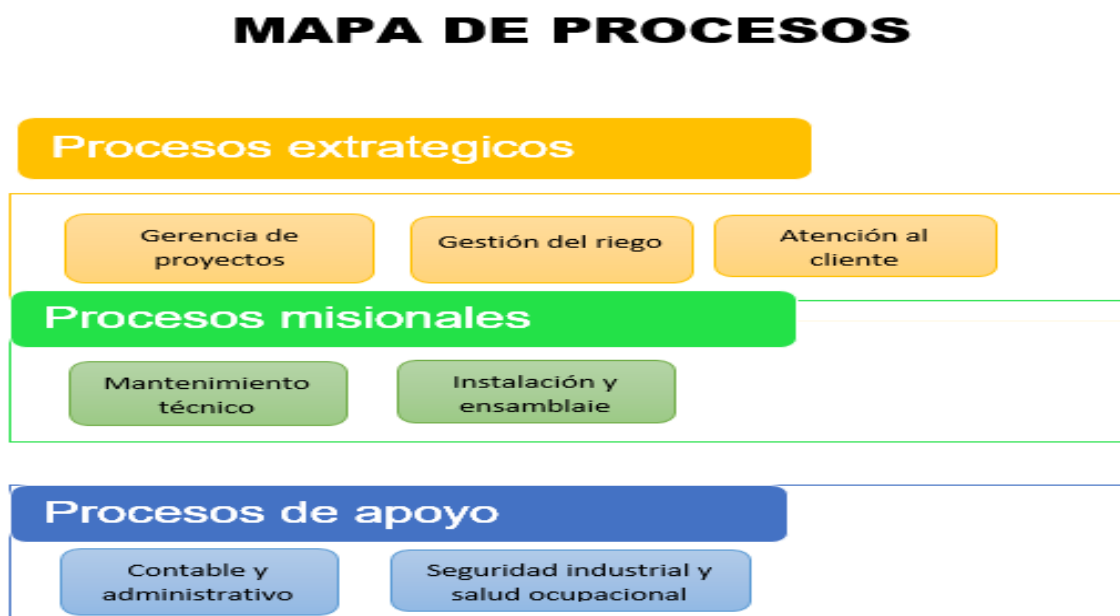 MAPA DE PROCESOS
Procesos extrategicos
Gerencia de
proyectos
Gestión del riego
Atención al
cliente
Procesos misionales
Mantenimiento
técnico
Instalación y
ensamblaie
Procesos de apoyo
Contable y
administrativo
Seguridad industrial y
salud ocupacional